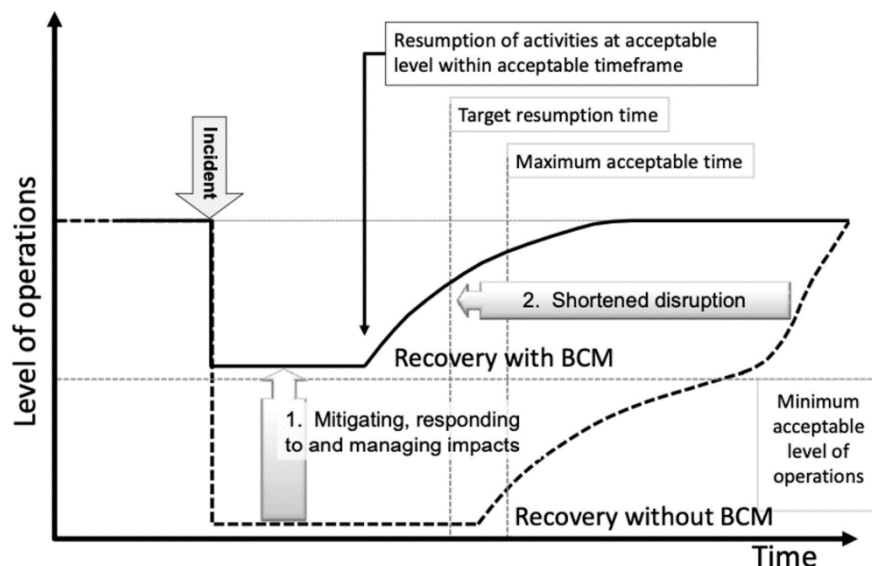 Resumption of activities at acceptable
level within acceptable timeframe
Target resumption time
Incident
Maximum acceptable time
Level of operations
2. Shortened disruption
Recovery with BCM
1. Mitigating, responding
to and managing impacts
Minimum
acceptable
level of
operations
Recovery without BCM
Time